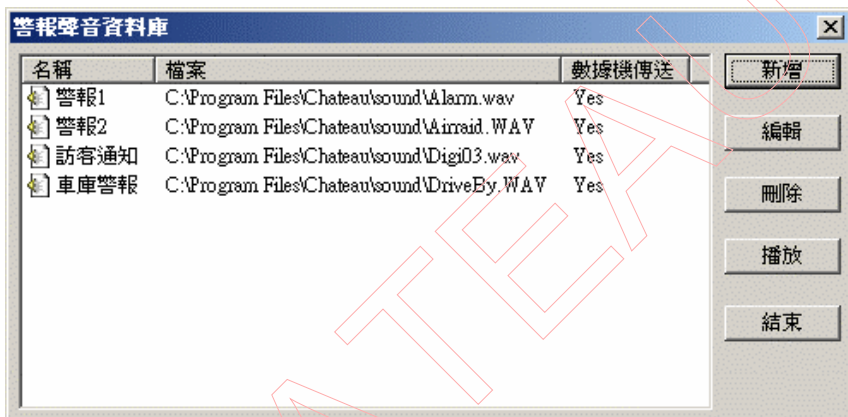 警報聲音資料庫
名稱 檔案 數據機傳送
警報1 C:\Program Files\Chateau\sound\Alarm.wav Yes
警報2 C:\Program Files\Chateau\sound\Airraid.WAV Yes
訪客通知 C:\Program Files\Chateau\sound\Digi03.wav Yes
車庫警報 C:\Program Files\Chateau\sound\DriveBy.WAV Yes
新增
編輯
刪除
播放
結束
ATEAU